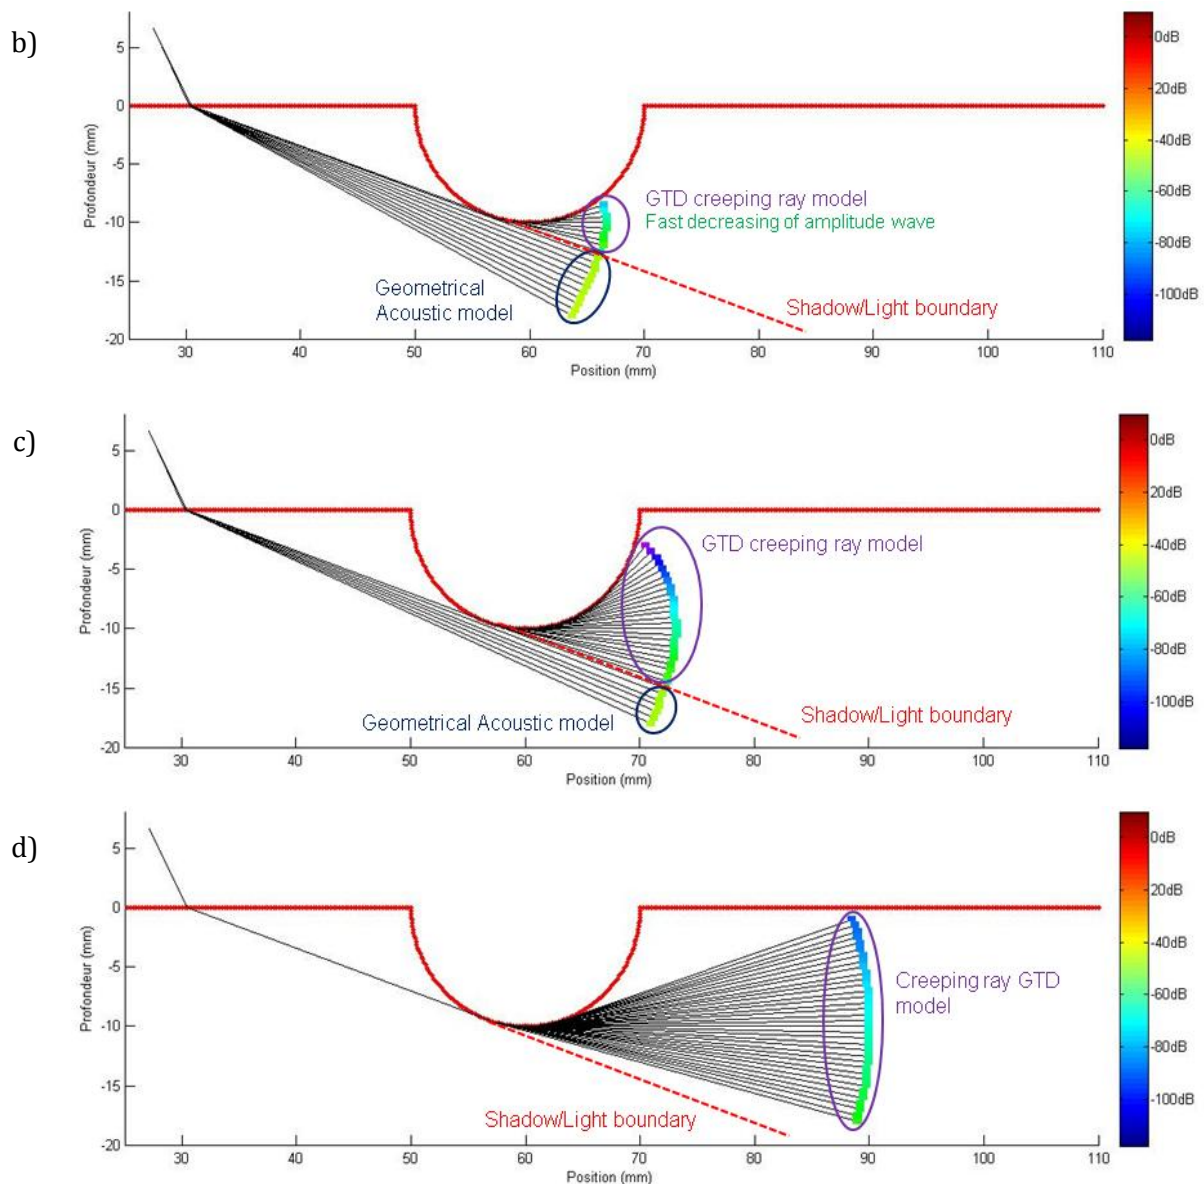 b)
5
0
-5
-10
-15
-20
Profondeur (mm)
30 40 50 60 70 80 90 100 110
Position (mm)
GTD creeping ray model
Fast decreasing of amplitude wave
Geometrical
Acoustic model
Shadow/Light boundary
0dB
20dB
-40dB
-60dB
-80dB
-100dB
c)
5
0
-5
-10
-15
-20
Profondeur (mm)
30 40 50 60 70 80 90 100 110
Position (mm)
GTD creeping ray model
Geometrical Acoustic model
Shadow/Light boundary
0dB
20dB
-40dB
-60dB
-80dB
-100dB
d)
5
0
-5
-10
-15
-20
Profondeur (mm)
30 40 50 60 70 80 90 100 110
Position (mm)
Creeping ray GTD
model
Shadow/Light boundary
0dB
20dB
-40dB
-60dB
-80dB
-100dB